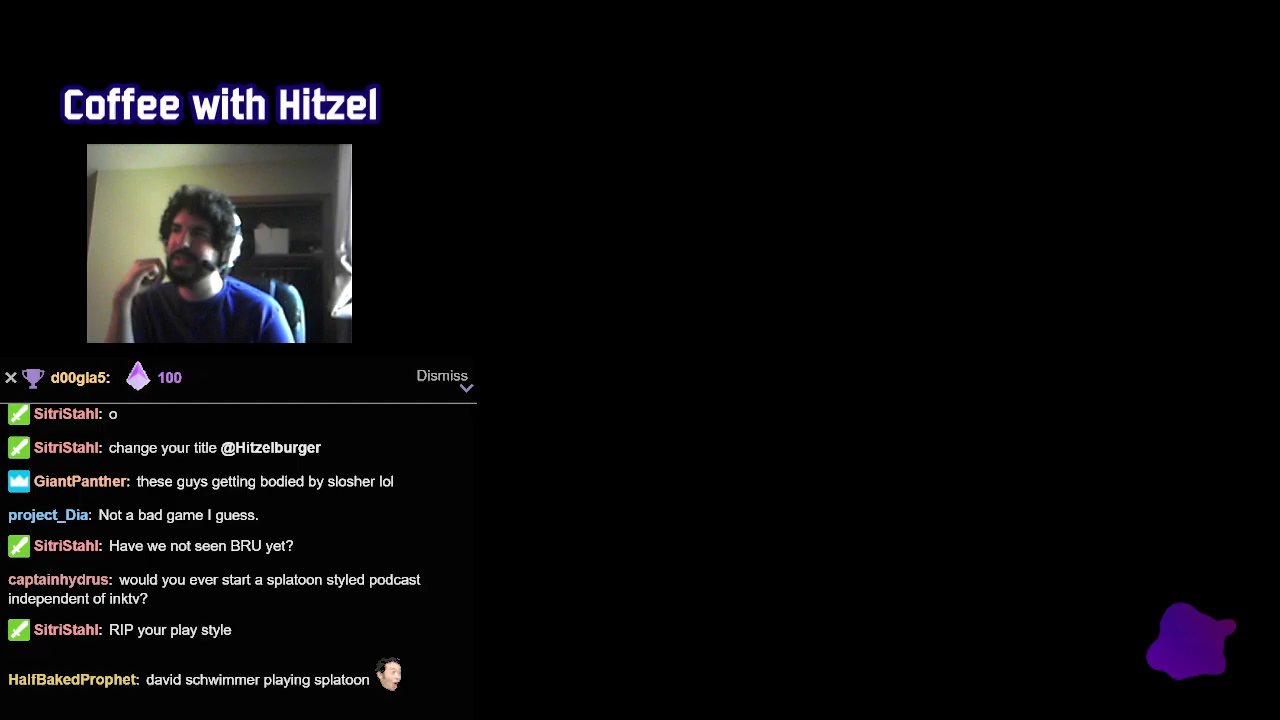 Coffee with Hitzel
d00gla5: 100
Dismiss
SitriStahl: o
SitriStahl: change your title @Hitzelburger
GiantPanther: these guys getting bodied by slosher lol
project_Dia: Not a bad game I guess.
SitriStahl: Have we not seen BRU yet?
captainhydrus: would you ever start a splatoon styled podcast
independent of inktv?
SitriStahl: RIP your play style
HalfBakedProphet: david schwimmer playing splatoon